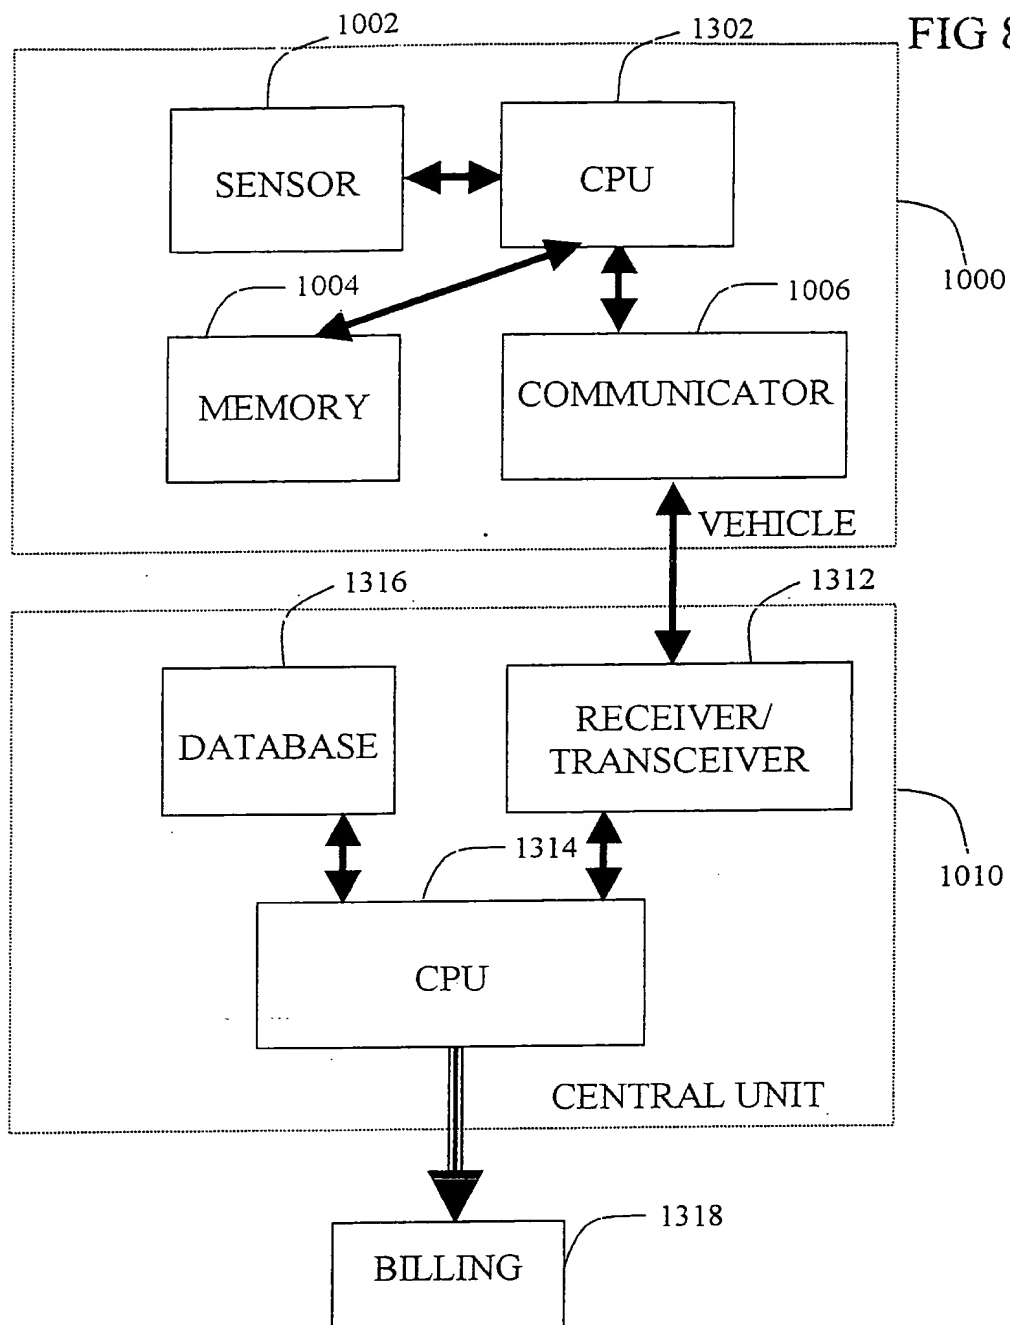 FIG 8
1002
1302
SENSOR
CPU
1000
1004
1006
MEMORY
COMMUNICATOR
VEHICLE
1316
1312
DATABASE
RECEIVER/
TRANSCEIVER
1314
1010
CPU
CENTRAL UNIT
1318
BILLING